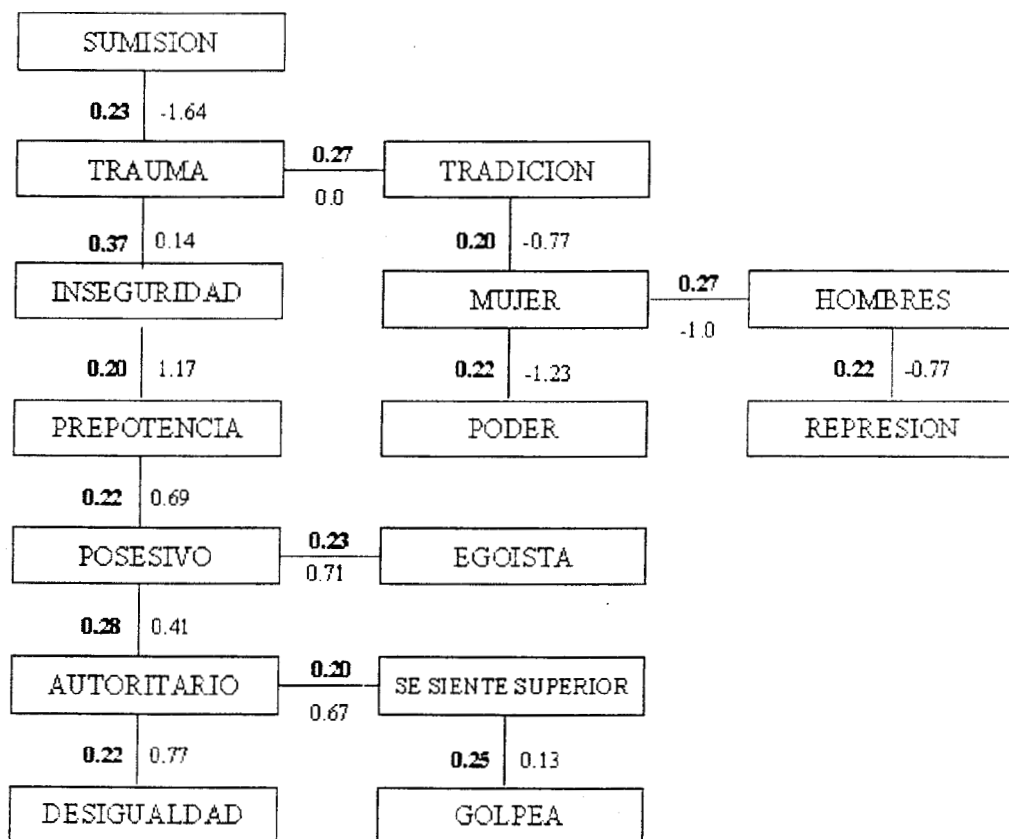 SUMISION
0.23 -1.64
TRAUMA 0.27 TRADICION
0.0
0.37 0.14 0.20 -0.77
INSEGURIDAD MUJER 0.27 HOMBRES
-1.0
0.20 1.17 0.22 -1.23 0.22 -0.77
PREPOTENCIA PODER REPRESION
0.22 0.69
POSESIVO 0.23 EGOISTA
0.71
0.28 0.41
AUTORITARIO 0.20 SE SIENTE SUPERIOR
0.67
0.22 0.77 0.25 0.13
DESIGUALDAD GOLPEA